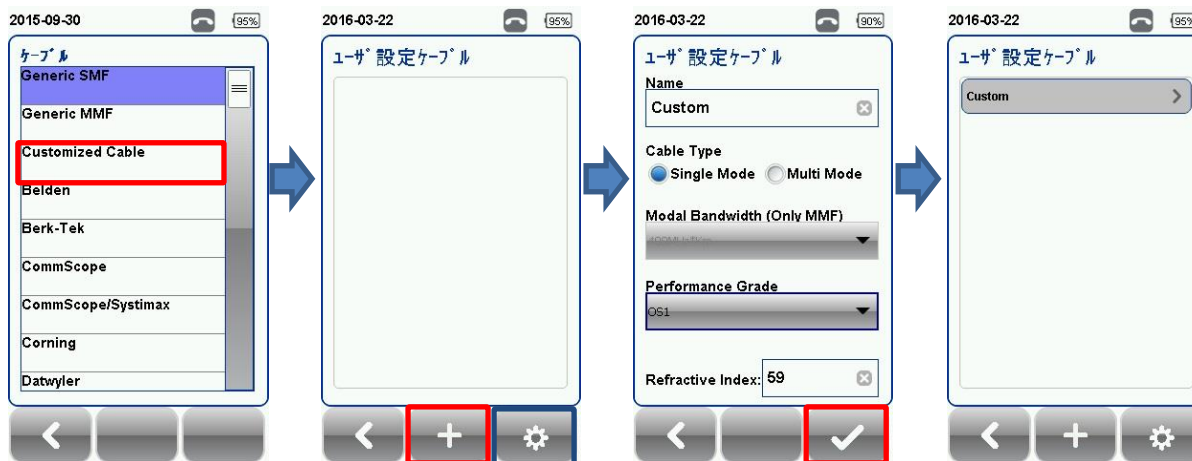 2015-09-30
95%
ケーブル
Generic SMF
Generic MMF
Customized Cable
Belden
Berk-Tek
CommScope
CommScope/Systimax
Corning
Datwyler
2016-03-22
95%
ユーザ設定ケーブル
2016-03-22
90%
ユーザ設定ケーブル
Name
Custom
Cable Type
Single Mode Multi Mode
Modal Bandwidth (Only MMF)
Performance Grade
OS1
Refractive Index: 59
2016-03-22
95%
ユーザ設定ケーブル
Custom